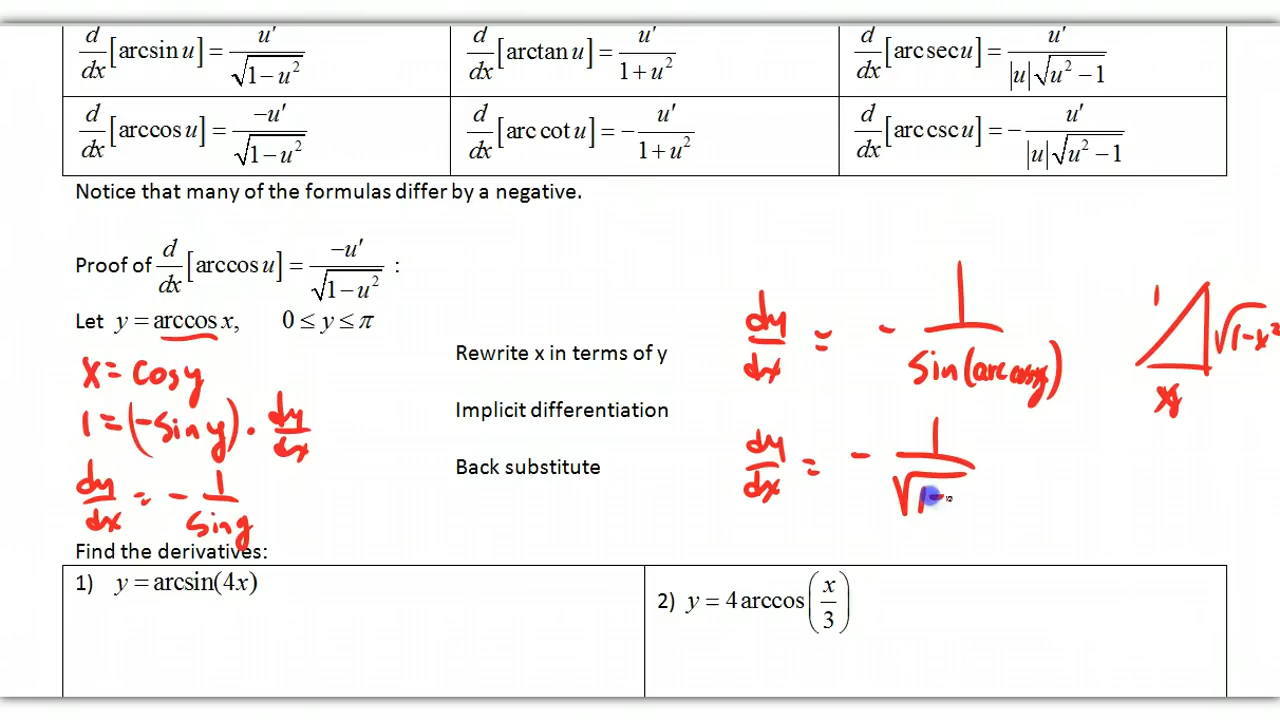 d/dx [arcsin u] = u′/√(1−u²)
d/dx [arctan u] = u′/(1+u²)
d/dx [arcsec u] = u′/(|u|√(u²−1))
d/dx [arccos u] = −u′/√(1−u²)
d/dx [arc cot u] = − u′/(1+u²)
d/dx [arc csc u] = − u′/(|u|√(u²−1))
Notice that many of the formulas differ by a negative.
Proof of d/dx [arccos u] = −u′/√(1−u²) :
Let y = arccos x, 0 ≤ y ≤ π
x = cos y
1 = (−sin y) · dy/dx
dy/dx = − 1/sin y
Rewrite x in terms of y
Implicit differentiation
Back substitute
dy/dx = − 1/sin(arccos x)
dy/dx = − 1/√1−
1
√1−x²
x
Find the derivatives:
1) y = arcsin(4x)
2) y = 4 arccos (x/3)